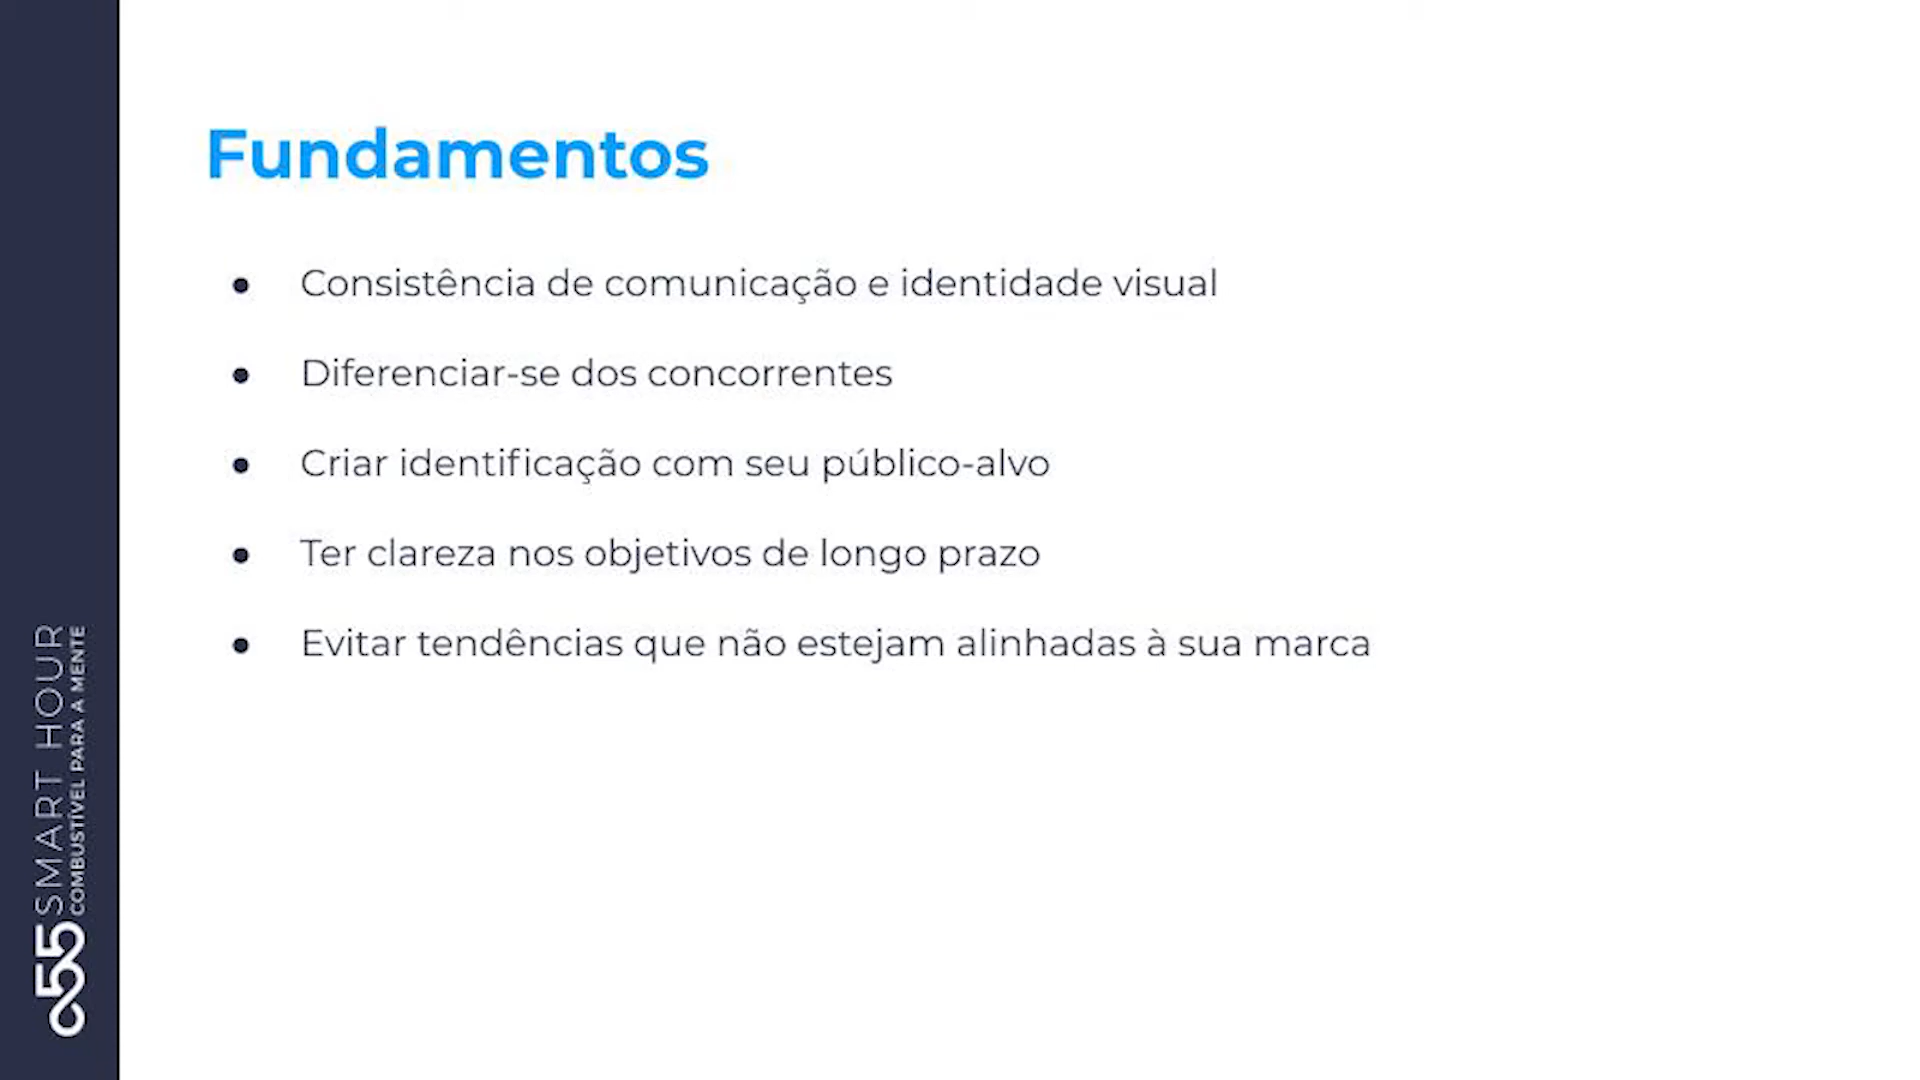 Fundamentos
● Consistência de comunicação e identidade visual
● Diferenciar-se dos concorrentes
● Criar identificação com seu público-alvo
● Ter clareza nos objetivos de longo prazo
● Evitar tendências que não estejam alinhadas à sua marca
55
SMART HOUR
COMBUSTÍVEL PARA A MENTE